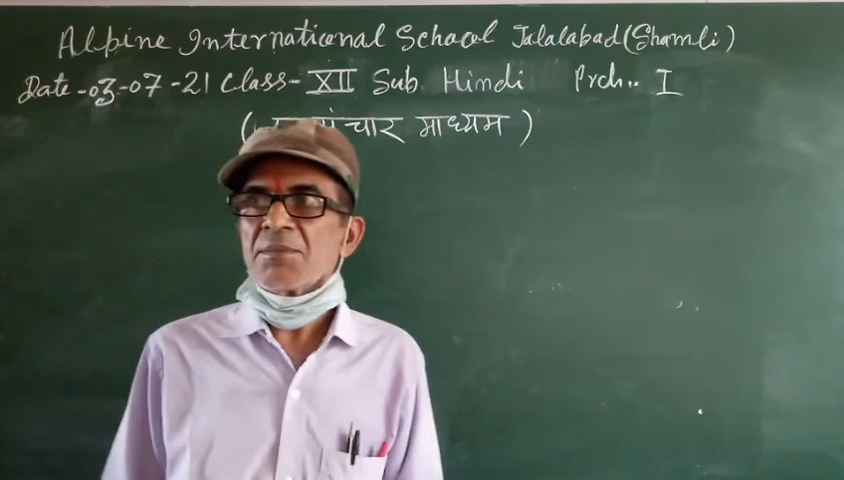 Alpine International School Jalalabad (Shamli)
Date -03-07-21 Class- XII Sub. Hindi Prch.. I
( संचार माध्यम )